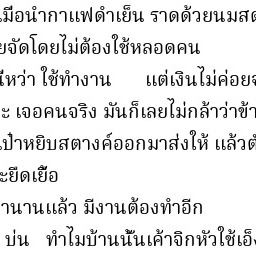 มือนำกาแฟดำเย็น ราดด้วยนมสด
จัดโดยไม่ต้องใช้หลอดคน
หว่า ใช้ทำงาน แต่เงินไม่ค่อย
ะ เจอคนจริง มันก็เลยไม่กล้าว่าข้า
เป๋าหยิบสตางค์ออกมาส่งให้ แล้ว
ะยืดเยื้อ
านานแล้ว มีงานต้องทำอีก
บ่น ทำไมบ้านนั้นเค้าจิกหัวใช้เอ็ง